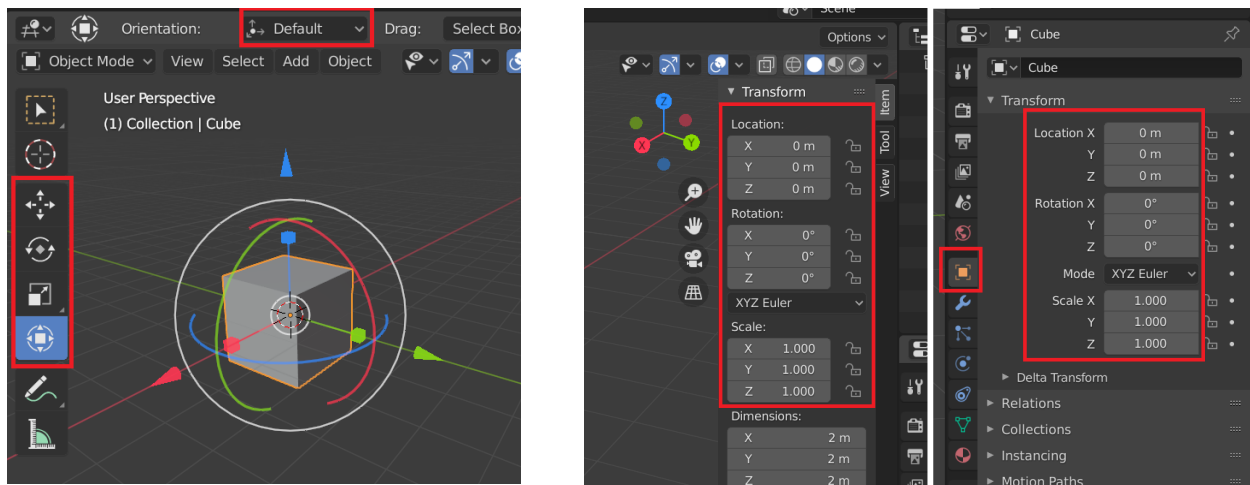 Orientation: Default Drag: Select Box
Object Mode View Select Add Object
User Perspective
(1) Collection | Cube
Scene
Options
Z
X
Y
Transform
Location:
X 0 m
Y 0 m
Z 0 m
Rotation:
X 0°
Y 0°
Z 0°
XYZ Euler
Scale:
X 1.000
Y 1.000
Z 1.000
Dimensions:
X 2 m
Y 2 m
Z 2 m
Item
Tool
View
Cube
Cube
Transform
Location X 0 m
Y 0 m
Z 0 m
Rotation X 0°
Y 0°
Z 0°
Mode XYZ Euler
Scale X 1.000
Y 1.000
Z 1.000
Delta Transform
Relations
Collections
Instancing
Motion Paths